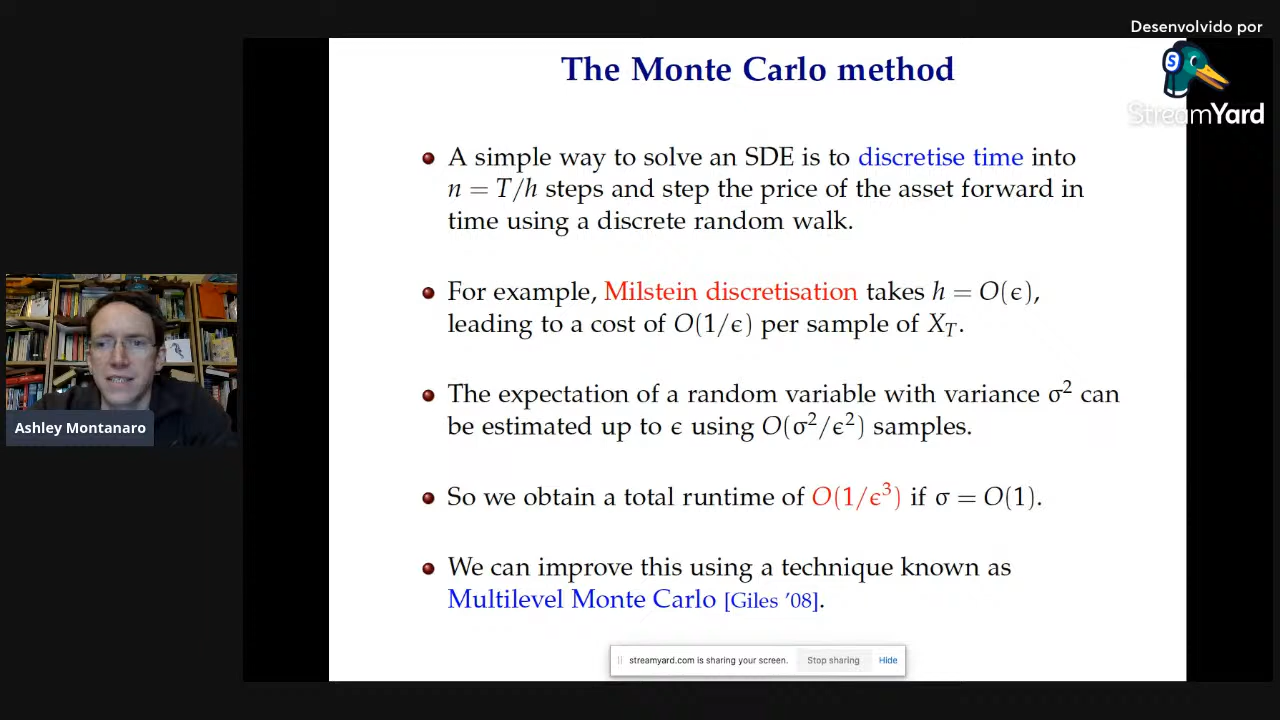 Desenvolvido por
StreamYard
The Monte Carlo method
A simple way to solve an SDE is to discretise time into
n = T/h steps and step the price of the asset forward in
time using a discrete random walk.
For example, Milstein discretisation takes h = O(ϵ),
leading to a cost of O(1/ϵ) per sample of X_T.
The expectation of a random variable with variance σ² can
be estimated up to ϵ using O(σ²/ϵ²) samples.
So we obtain a total runtime of O(1/ϵ³) if σ = O(1).
We can improve this using a technique known as
Multilevel Monte Carlo [Giles ’08].
Ashley Montanaro
streamyard.com is sharing your screen. Stop sharing Hide